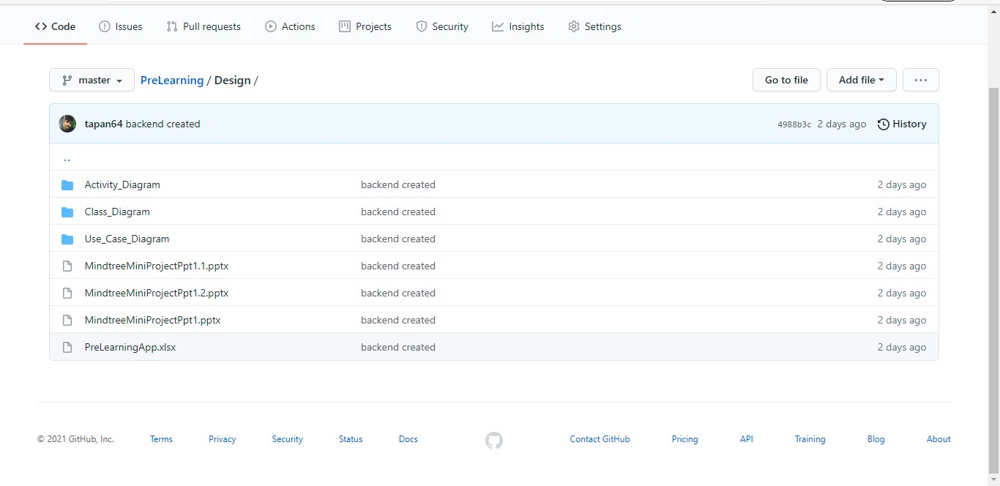 Code Issues Pull requests Actions Projects Security Insights Settings
master PreLearning / Design / Go to file Add file ...
tapan64 backend created 4988b3c 2 days ago History
..
Activity_Diagram backend created 2 days ago
Class_Diagram backend created 2 days ago
Use_Case_Diagram backend created 2 days ago
MindtreeMiniProjectPpt1.1.pptx backend created 2 days ago
MindtreeMiniProjectPpt1.2.pptx backend created 2 days ago
MindtreeMiniProjectPpt1.pptx backend created 2 days ago
PreLearningApp.xlsx backend created 2 days ago
© 2021 GitHub, Inc. Terms Privacy Security Status Docs Contact GitHub Pricing API Training Blog About